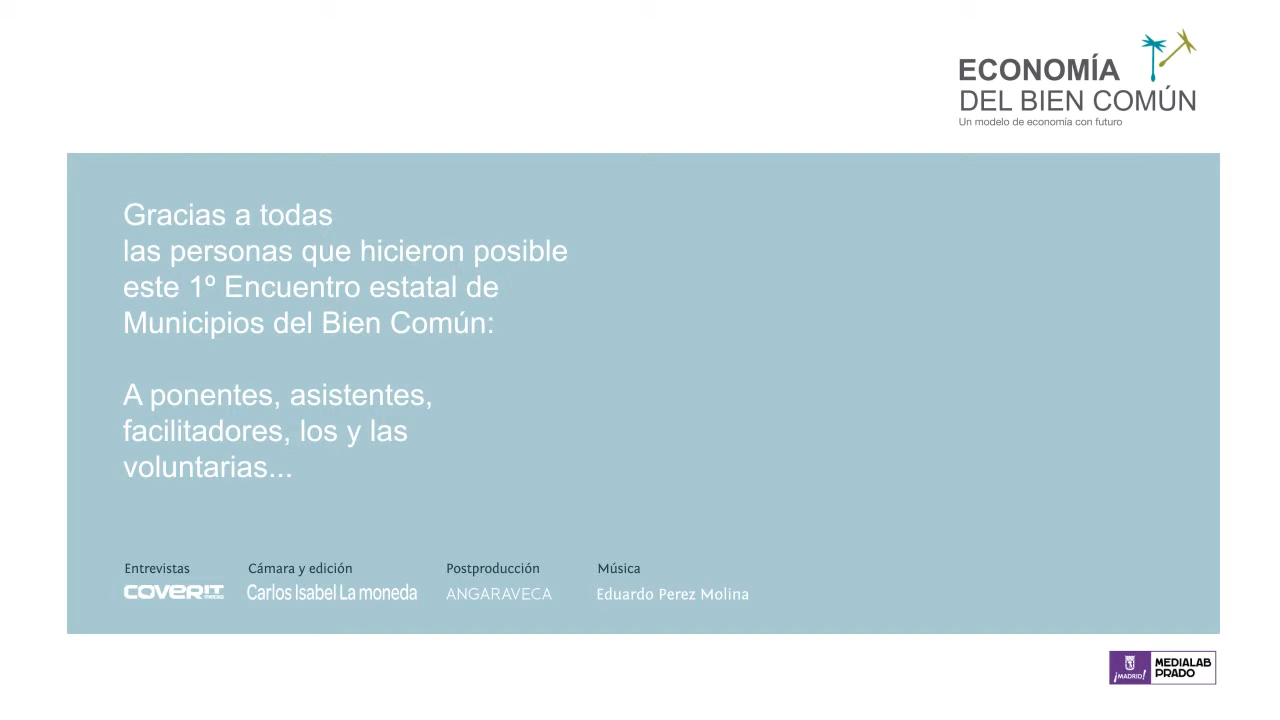 ECONOMÍA
DEL BIEN COMÚN
Un modelo de economía con futuro
Gracias a todas
las personas que hicieron posible
este 1º Encuentro estatal de
Municipios del Bien Común:
A ponentes, asistentes,
facilitadores, los y las
voluntarias...
Entrevistas
COVERIT
Cámara y edición
Carlos Isabel La moneda
Postproducción
ANGARAVECA
Música
Eduardo Perez Molina
¡MADRID!
MEDIALAB
PRADO